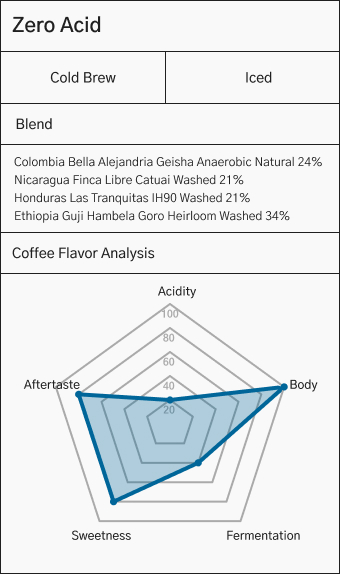 Zero Acid
Cold Brew
Iced
Blend
Colombia Bella Alejandria Geisha Anaerobic Natural 24%
Nicaragua Finca Libre Catuai Washed 21%
Honduras Las Tranquitas IH90 Washed 21%
Ethiopia Guji Hambela Goro Heirloom Washed 34%
Coffee Flavor Analysis
Acidity
100
80
60
40
20
Aftertaste
Body
Sweetness
Fermentation